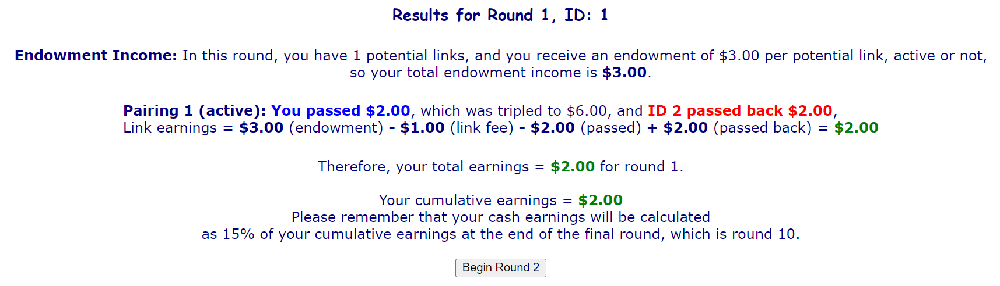 Results for Round 1, ID: 1
Endowment Income: In this round, you have 1 potential links, and you receive an endowment of $3.00 per potential link, active or not,
so your total endowment income is $3.00.
Pairing 1 (active): You passed $2.00, which was tripled to $6.00, and ID 2 passed back $2.00,
Link earnings = $3.00 (endowment) - $1.00 (link fee) - $2.00 (passed) + $2.00 (passed back) = $2.00
Therefore, your total earnings = $2.00 for round 1.
Your cumulative earnings = $2.00
Please remember that your cash earnings will be calculated
as 15% of your cumulative earnings at the end of the final round, which is round 10.
Begin Round 2